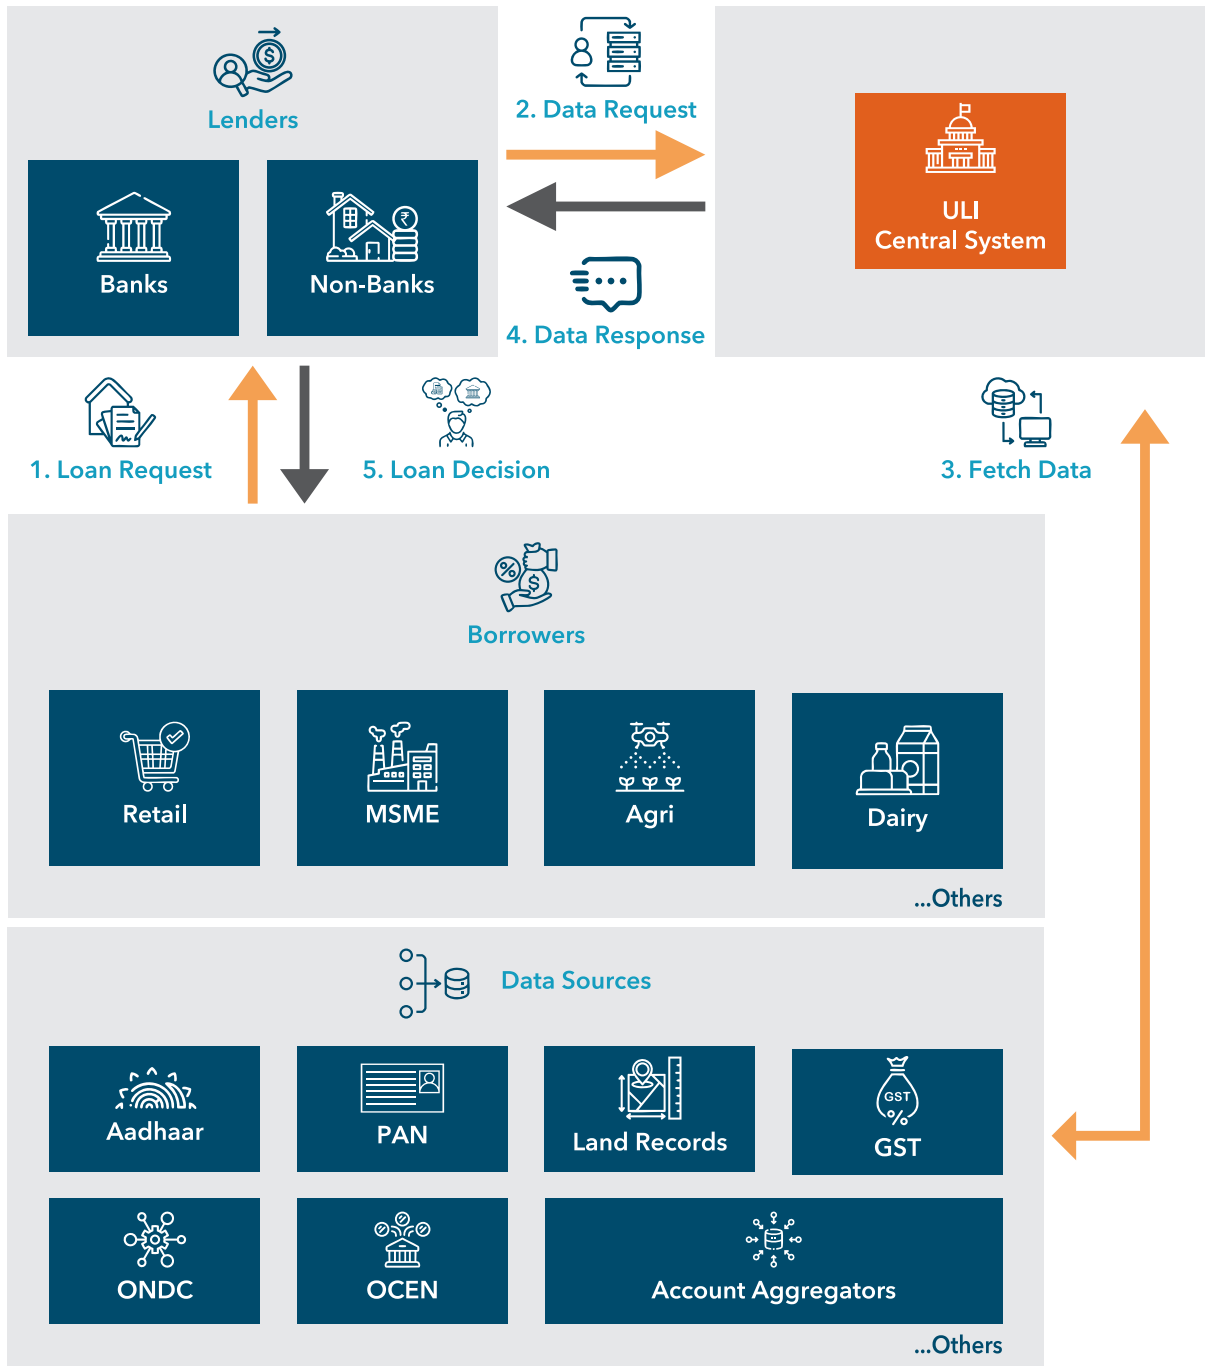 Lenders
Banks
Non-Banks
2. Data Request
4. Data Response
ULI
Central System
1. Loan Request
5. Loan Decision
3. Fetch Data
Borrowers
Retail
MSME
Agri
Dairy
...Others
Data Sources
Aadhaar
PAN
Land Records
GST
GST
ONDC
OCEN
Account Aggregators
...Others